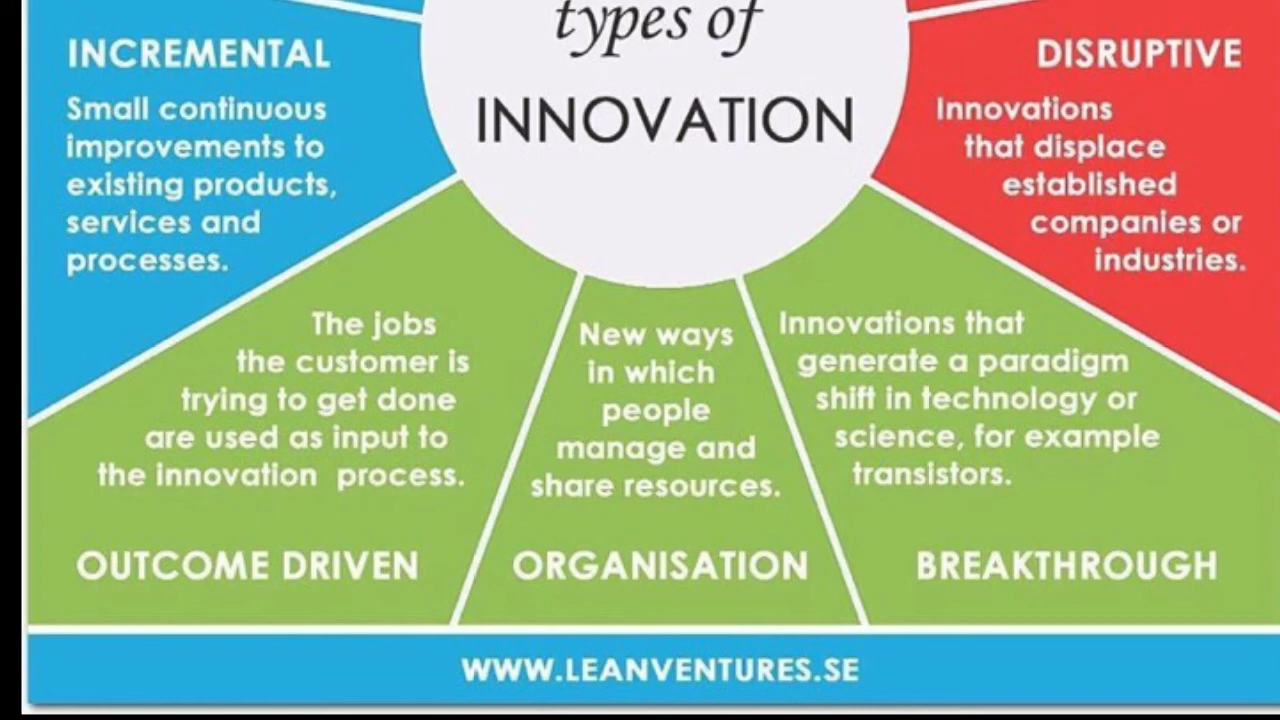 types of
INNOVATION
INCREMENTAL
Small continuous
improvements to
existing products,
services and
processes.
DISRUPTIVE
Innovations
that displace
established
companies or
industries.
The jobs
the customer is
trying to get done
are used as input to
the innovation process.
OUTCOME DRIVEN
New ways
in which
people
manage and
share resources.
ORGANISATION
Innovations that
generate a paradigm
shift in technology or
science, for example
transistors.
BREAKTHROUGH
WWW.LEANVENTURES.SE